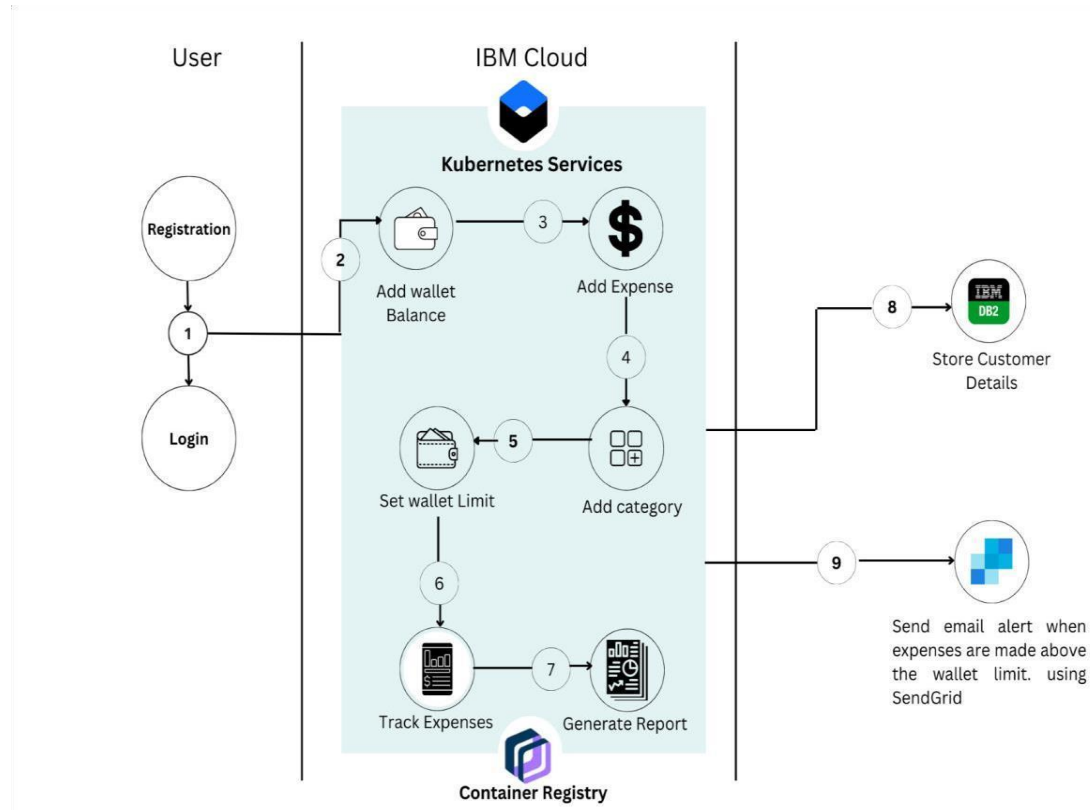 User
IBM Cloud
Kubernetes Services
Registration
1
Login
2
Add wallet
Balance
3
Add Expense
4
5
Set wallet Limit
Add category
6
7
Track Expenses
Generate Report
Container Registry
8
IBM
DB2
Store Customer
Details
9
Send email alert when
expenses are made above
the wallet limit. using
SendGrid